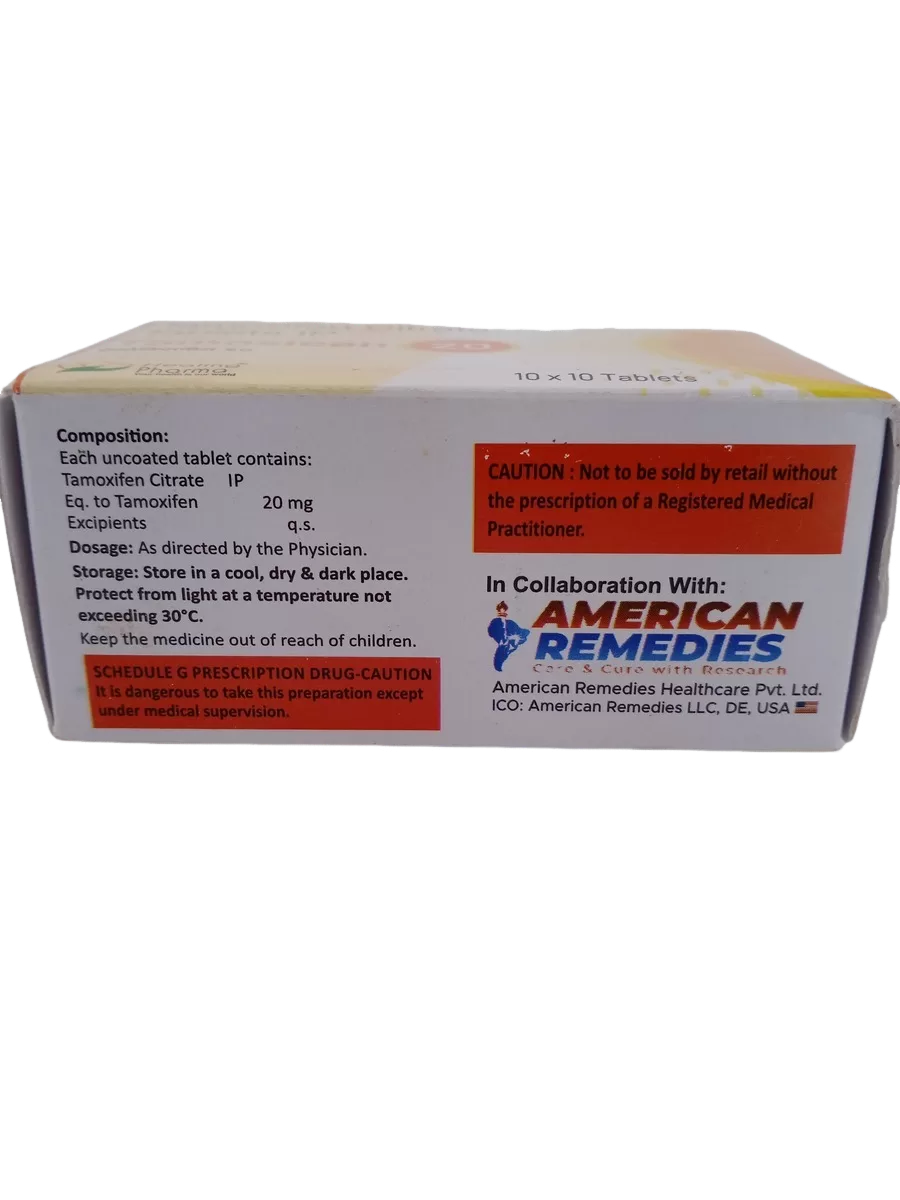 20
Pharma
10 x 10 Tablets
Composition:
Each uncoated tablet contains:
Tamoxifen Citrate IP
Eq. to Tamoxifen 20 mg
Excipients q.s.
Dosage: As directed by the Physician.
Storage: Store in a cool, dry & dark place.
Protect from light at a temperature not
exceeding 30°C.
Keep the medicine out of reach of children.
SCHEDULE G PRESCRIPTION DRUG-CAUTION
It is dangerous to take this preparation except
under medical supervision.
CAUTION : Not to be sold by retail without
the prescription of a Registered Medical
Practitioner.
In Collaboration With:
AMERICAN
REMEDIES
Care & Cure with Research
American Remedies Healthcare Pvt. Ltd.
ICO: American Remedies LLC, DE, USA